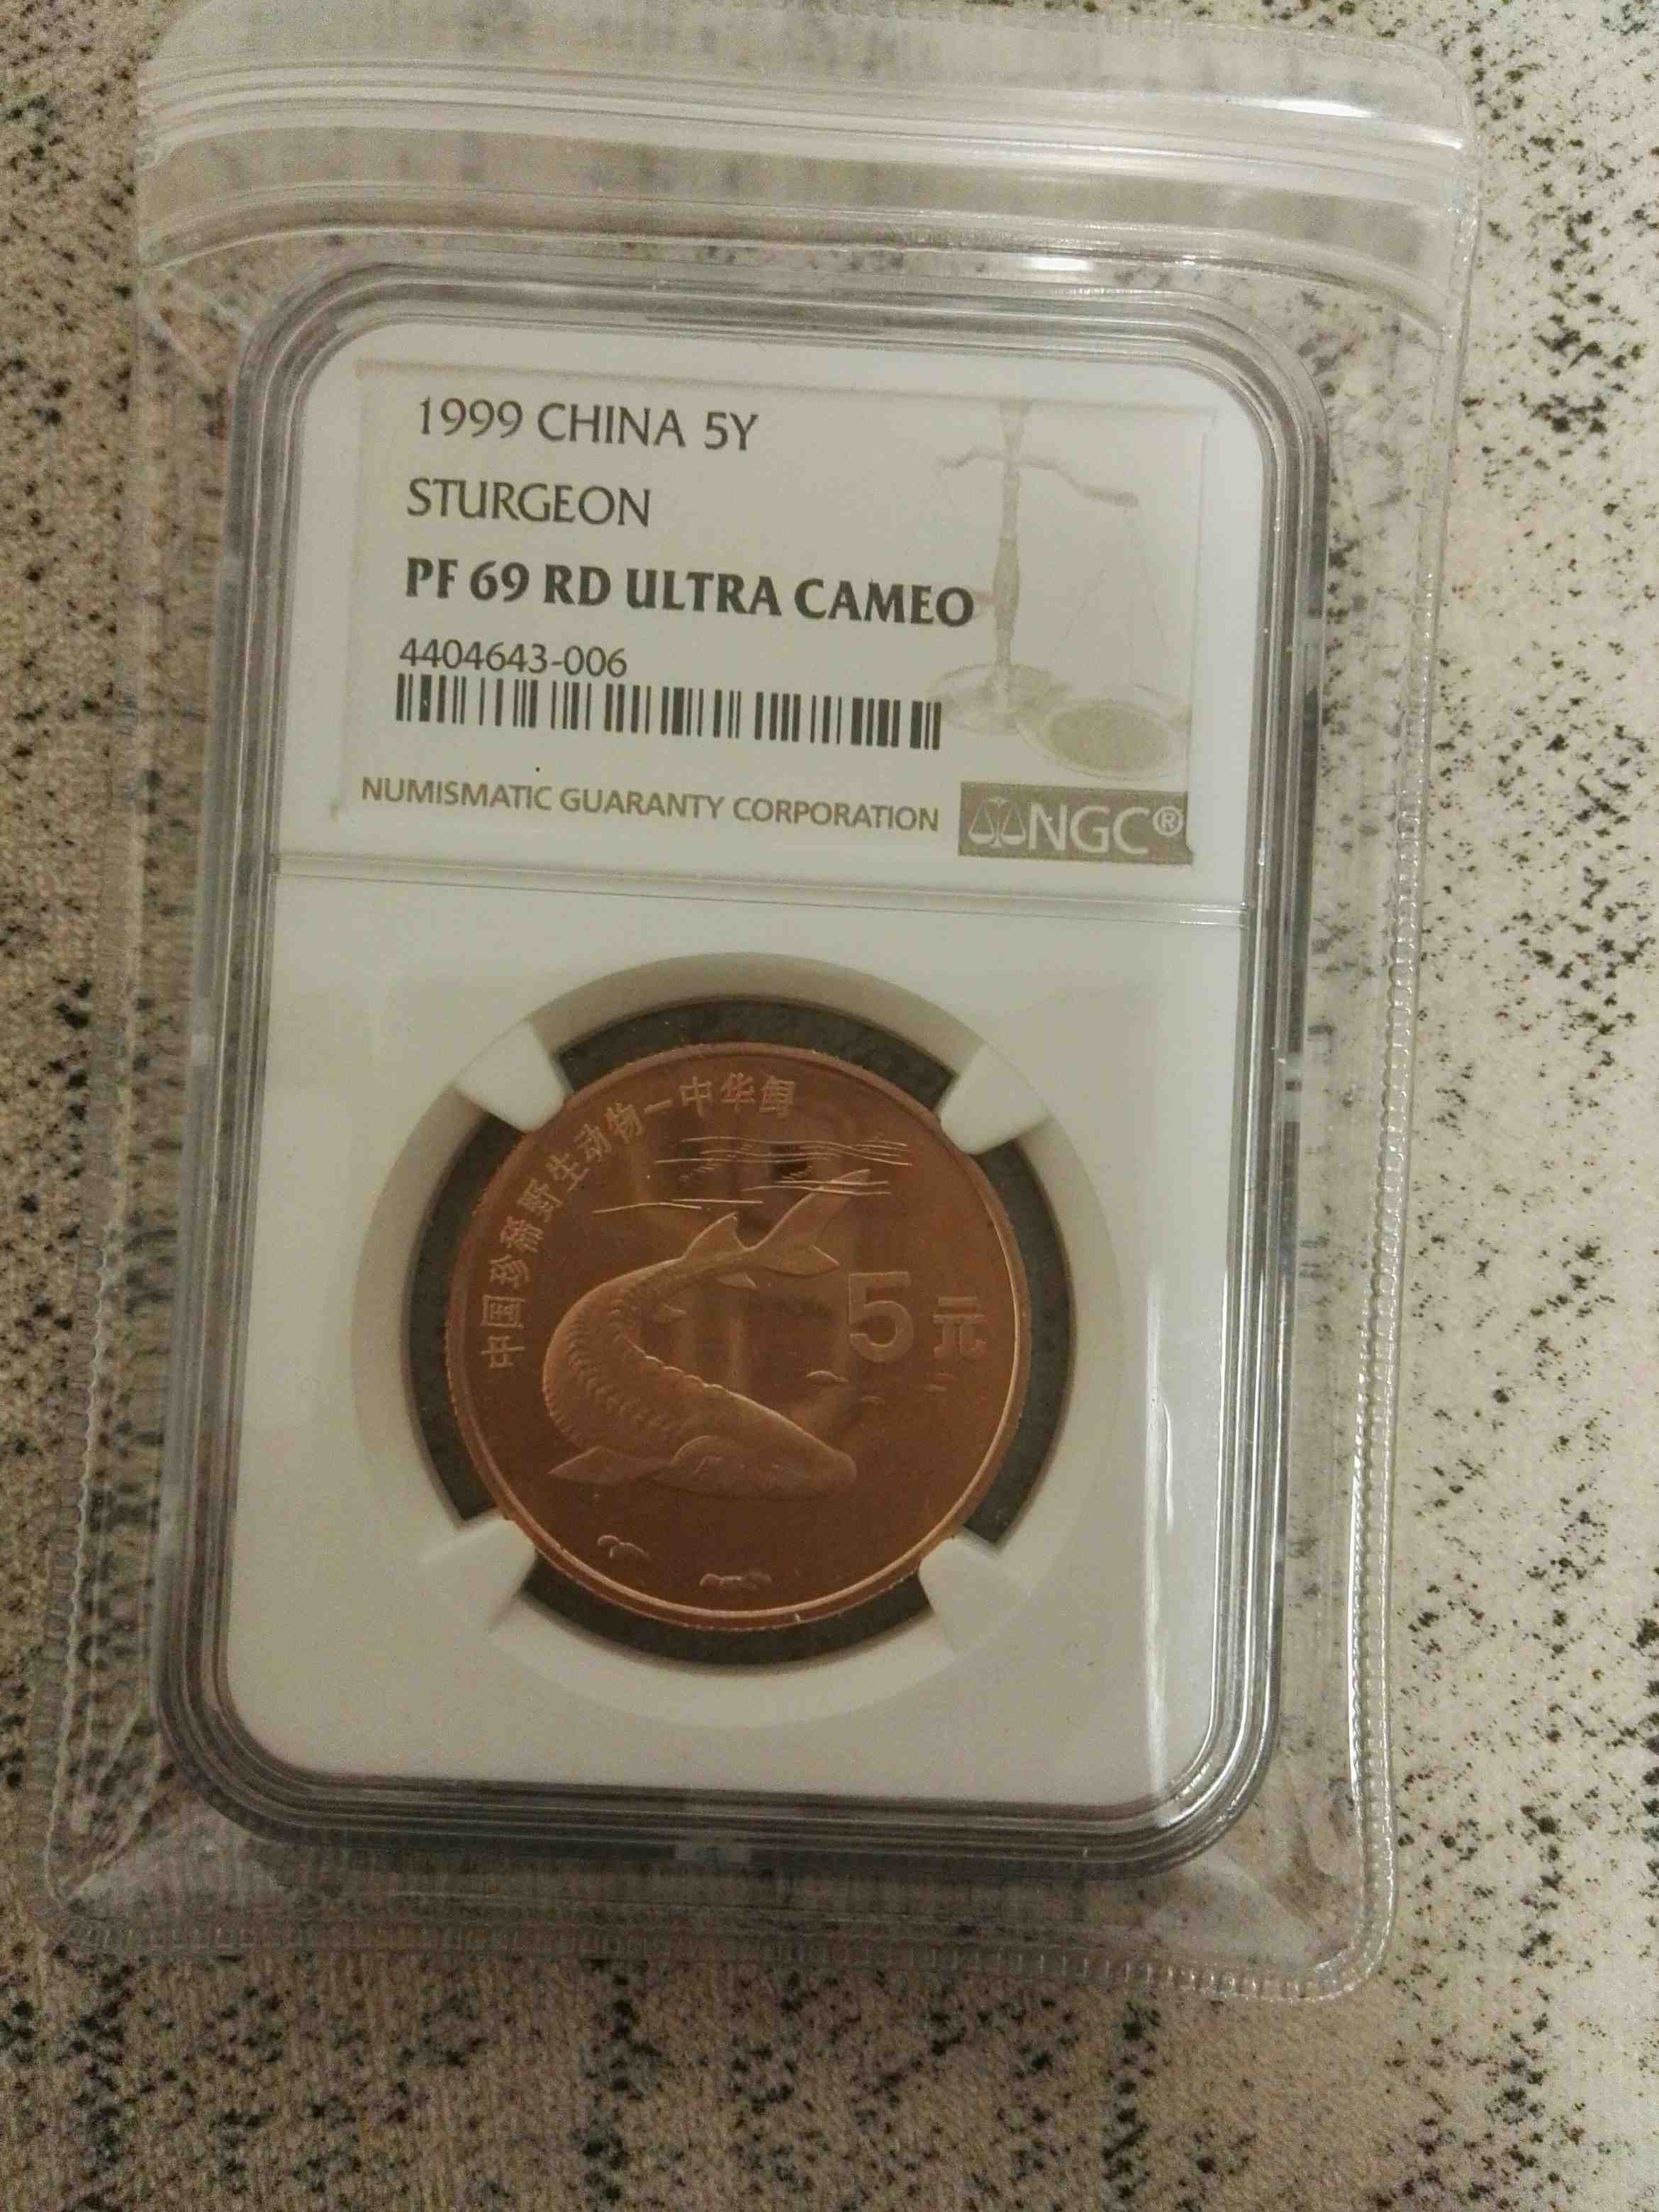 1999 CHINA 5Y
STURGEON
PF 69 RD ULTRA CAMEO
4404643-006
NUMISMATIC GUARANTY CORPORATION
NGC®
中国珍稀野生动物—中华鲟
5元